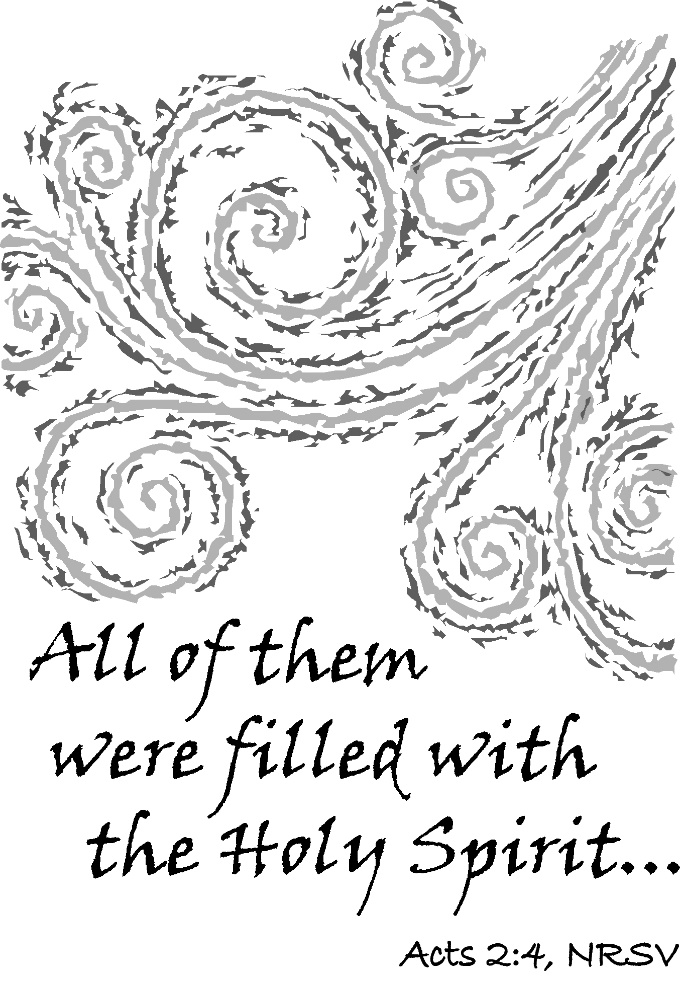 All of them
were filled with
the Holy Spirit...
Acts 2:4, NRSV